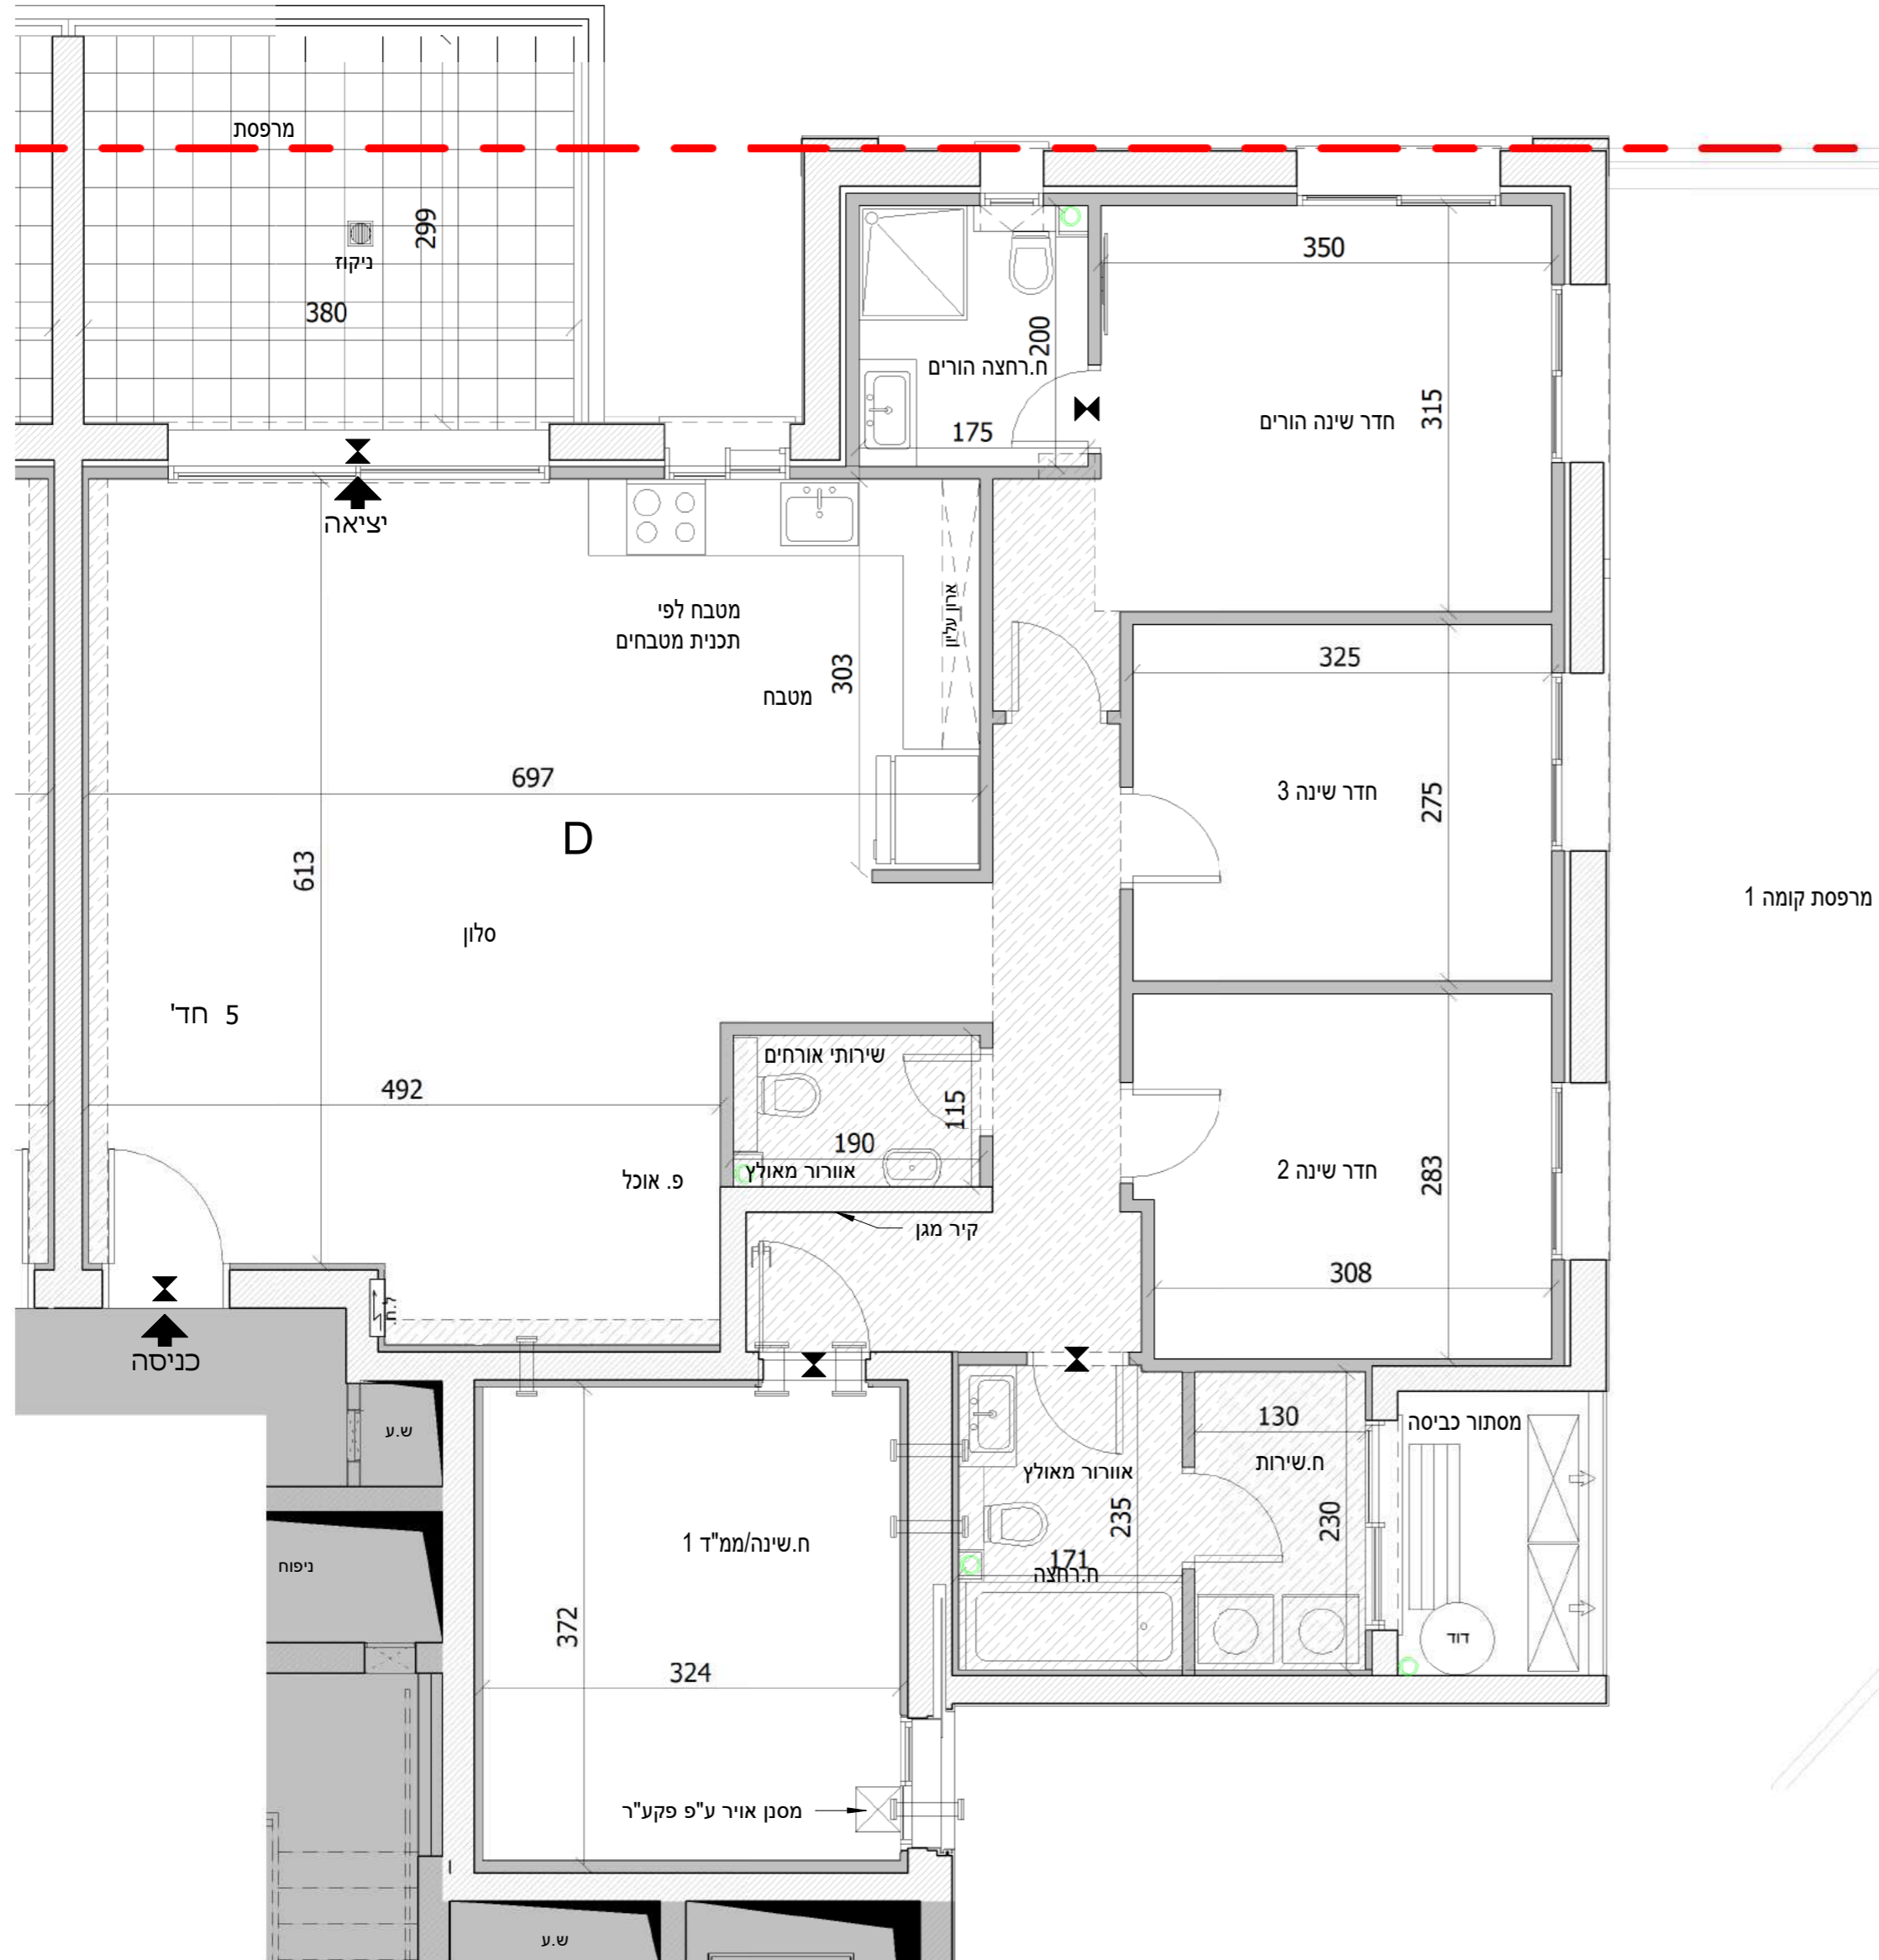 מרפסת
299
ניקוז
380
יציאה
350
200
ח.רחצה הורים
175
חדר שינה הורים
315
מטבח לפי
תכנית מטבחים
ארון עליון
מטבח
303
325
697
D
חדר שינה 3
275
613
סלון
מרפסת קומה 1
5 חד'
492
שירותי אורחים
115
190
אוורור מאולץ
פ. אוכל
חדר שינה 2
283
קיר מגן
308
ל.ח.
כניסה
ש.ע
130
מסתור כביסה
ח.שירות
אוורור מאולץ
235
230
ח.שינה/ממ"ד 1
ניפוח
171
ח.רחצה
372
דוד
324
מסנן אויר ע"פ פקע"ר
ש.ע